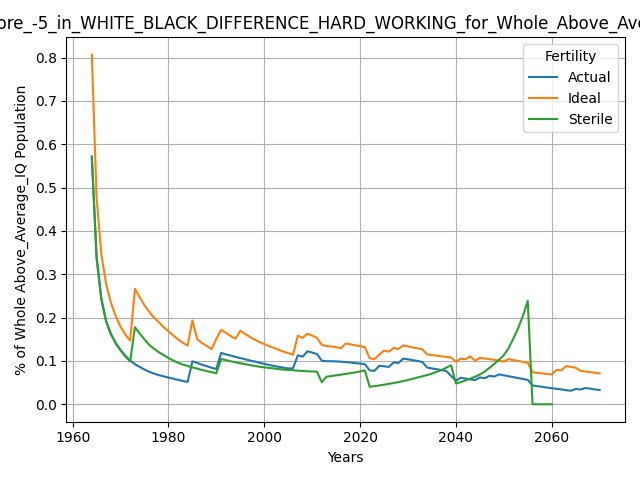 ore_-5_in_WHITE_BLACK_DIFFERENCE_HARD_WORKING_for_Whole_Above_Ave
% of Whole Above_Average_IQ Population
0.8
0.7
0.6
0.5
0.4
0.3
0.2
0.1
0.0
Fertility
Actual
Ideal
Sterile
1960
1980
2000
2020
2040
2060
Years